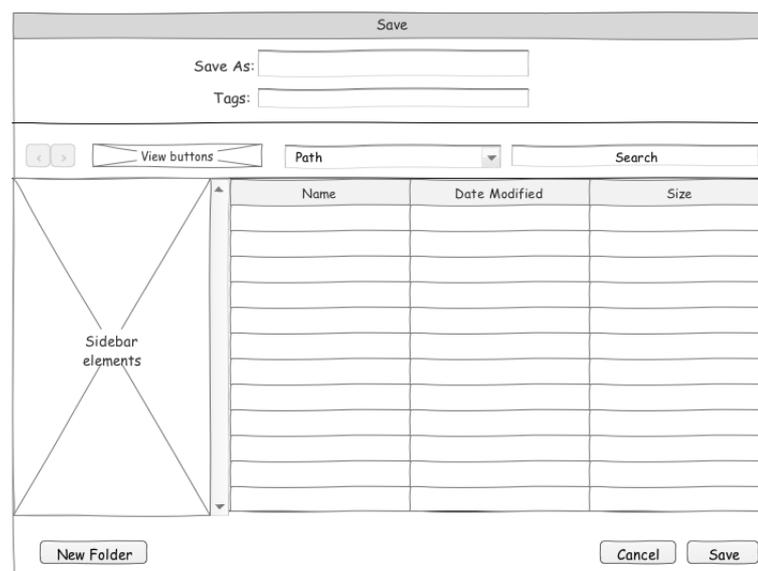 Save
Save As:
Tags:
‹ › View buttons Path Search
Name Date Modified Size
Sidebar
elements
New Folder Cancel Save